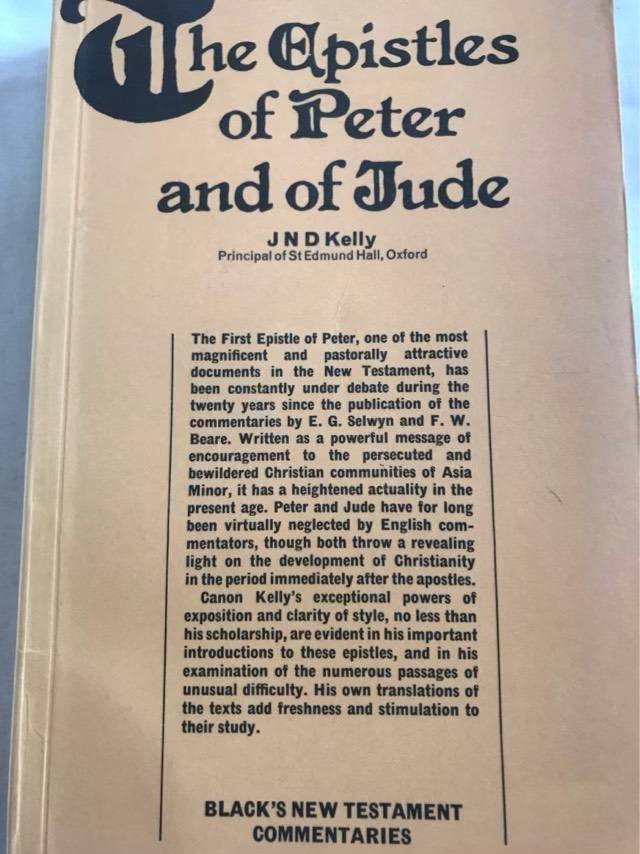 The Epistles
of Peter
and of Jude
J N D Kelly
Principal of St Edmund Hall, Oxford
The First Epistle of Peter, one of the most
magnificent and pastorally attractive
documents in the New Testament, has
been constantly under debate during the
twenty years since the publication of the
commentaries by E. G. Selwyn and F. W.
Beare. Written as a powerful message of
encouragement to the persecuted and
bewildered Christian communities of Asia
Minor, it has a heightened actuality in the
present age. Peter and Jude have for long
been virtually neglected by English com-
mentators, though both throw a revealing
light on the development of Christianity
in the period immediately after the apostles.
Canon Kelly's exceptional powers of
exposition and clarity of style, no less than
his scholarship, are evident in his important
introductions to these epistles, and in his
examination of the numerous passages of
unusual difficulty. His own translations of
the texts add freshness and stimulation to
their study.
BLACK'S NEW TESTAMENT
COMMENTARIES